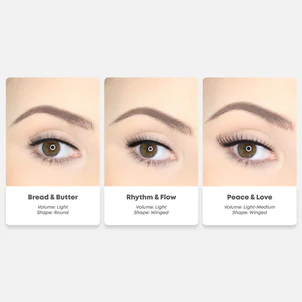 Bread & Butter
Volume: Light
Shape: Round
Rhythm & Flow
Volume: Light
Shape: Winged
Peace & Love
Volume: Light-Medium
Shape: Winged